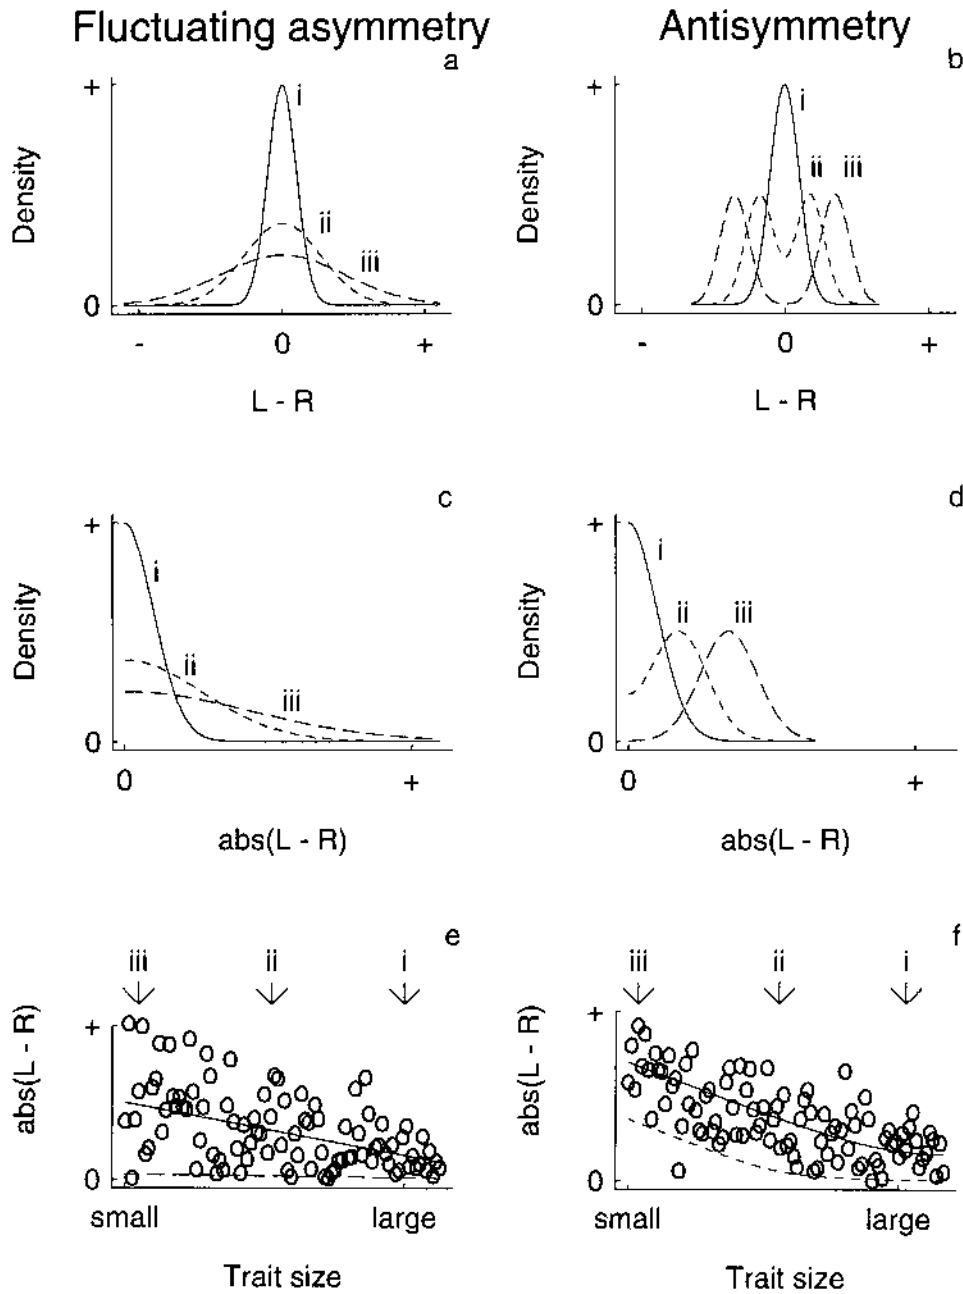 Fluctuating asymmetry
Antisymmetry
a
+
i
ii
iii
Density
0
-
0
+
L - R
b
+
i
ii
iii
Density
0
-
0
+
L - R
c
+
i
ii
iii
Density
0
0
+
abs(L - R)
d
+
i
ii
iii
Density
0
0
+
abs(L - R)
e
iii
ii
i
+
abs(L - R)
0
small
large
Trait size
f
iii
ii
i
+
abs(L - R)
0
small
large
Trait size